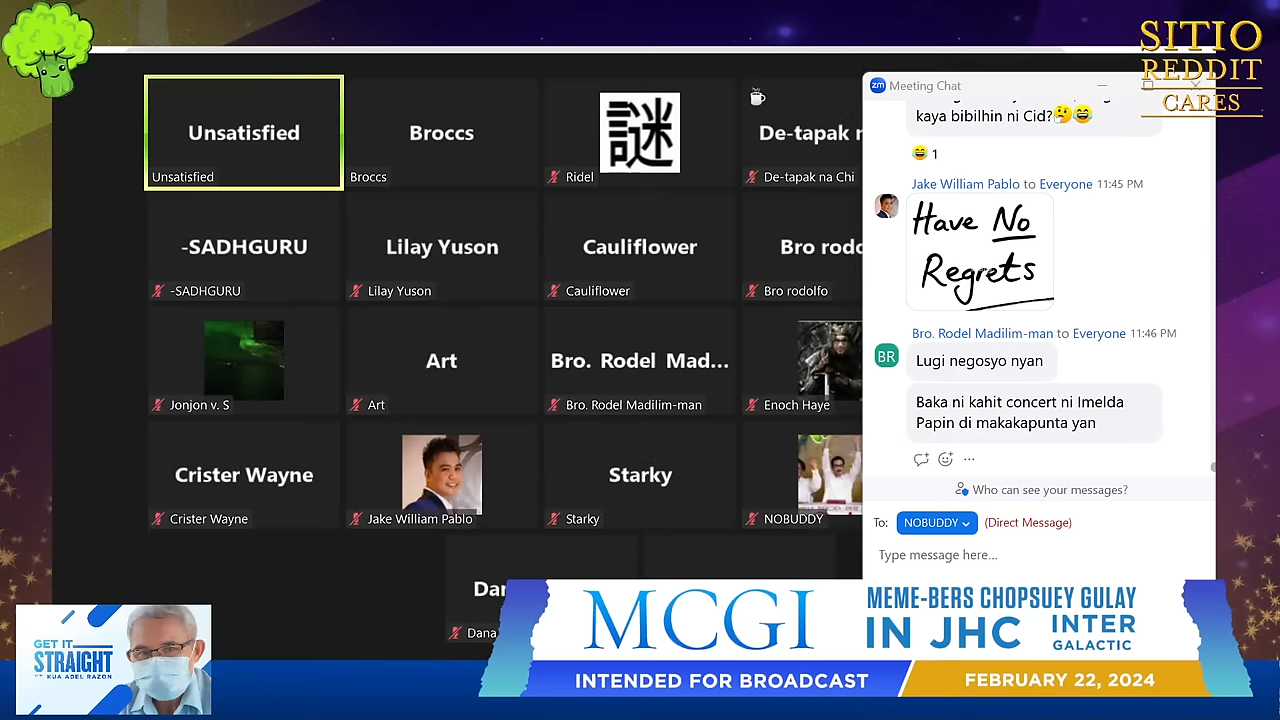 SITIO
REDDIT
CARES
Unsatisfied
Unsatisfied
Broccs
Broccs
謎
Ridel
De-tapak
De-tapak na Chi
-SADHGURU
-SADHGURU
Lilay Yuson
Lilay Yuson
Cauliflower
Cauliflower
Bro rodo
Bro rodolfo
Jonjon v. S
Art
Art
Bro. Rodel Mad...
Bro. Rodel Madilim-man
Enoch Haye
Crister Wayne
Crister Wayne
Jake William Pablo
Starky
Starky
NOBUDDY
Dana
zm Meeting Chat
kaya bibilhin ni Cid?🤔😂
😂 1
Jake William Pablo to Everyone 11:45 PM
Have No
Regrets
Bro. Rodel Madilim-man to Everyone 11:46 PM
BR
Lugi negosyo nyan
Baka ni kahit concert ni Imelda
Papin di makakapunta yan
Who can see your messages?
To: NOBUDDY (Direct Message)
Type message here...
GET IT
STRAIGHT
KUA ADEL RAZON
MCGI
MEME-BERS CHOPSUEY GULAY
IN JHC INTER
GALACTIC
INTENDED FOR BROADCAST
FEBRUARY 22, 2024